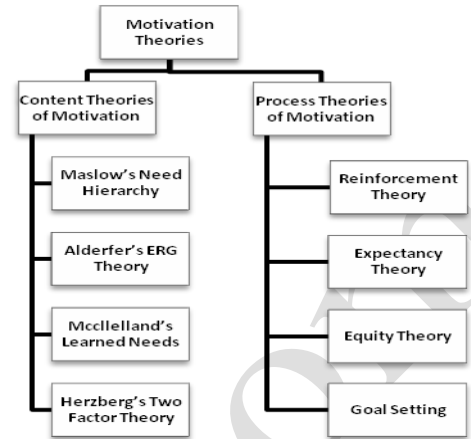 Motivation
Theories
Content Theories
of Motivation
Process Theories
of Motivation
Maslow's Need
Hierarchy
Alderfer's ERG
Theory
Mccllelland's
Learned Needs
Herzberg's Two
Factor Theory
Reinforcement
Theory
Expectancy
Theory
Equity Theory
Goal Setting